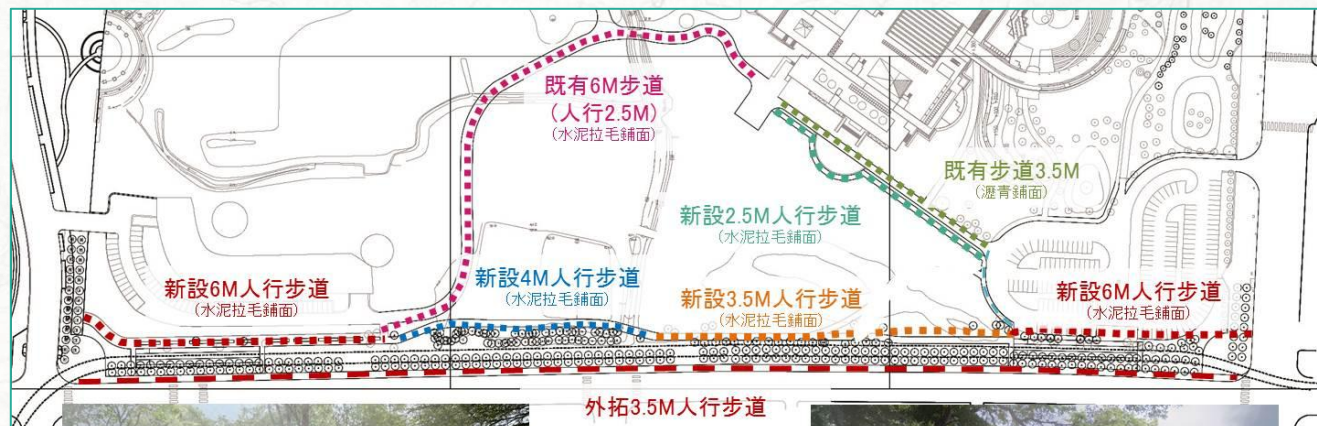 既有6M步道
(人行2.5M)
(水泥拉毛鋪面)
既有步道3.5M
(瀝青鋪面)
新設2.5M人行步道
(水泥拉毛鋪面)
新設6M人行步道
(水泥拉毛鋪面)
新設4M人行步道
(水泥拉毛鋪面)
新設3.5M人行步道
(水泥拉毛鋪面)
新設6M人行步道
(水泥拉毛鋪面)
外拓3.5M人行步道